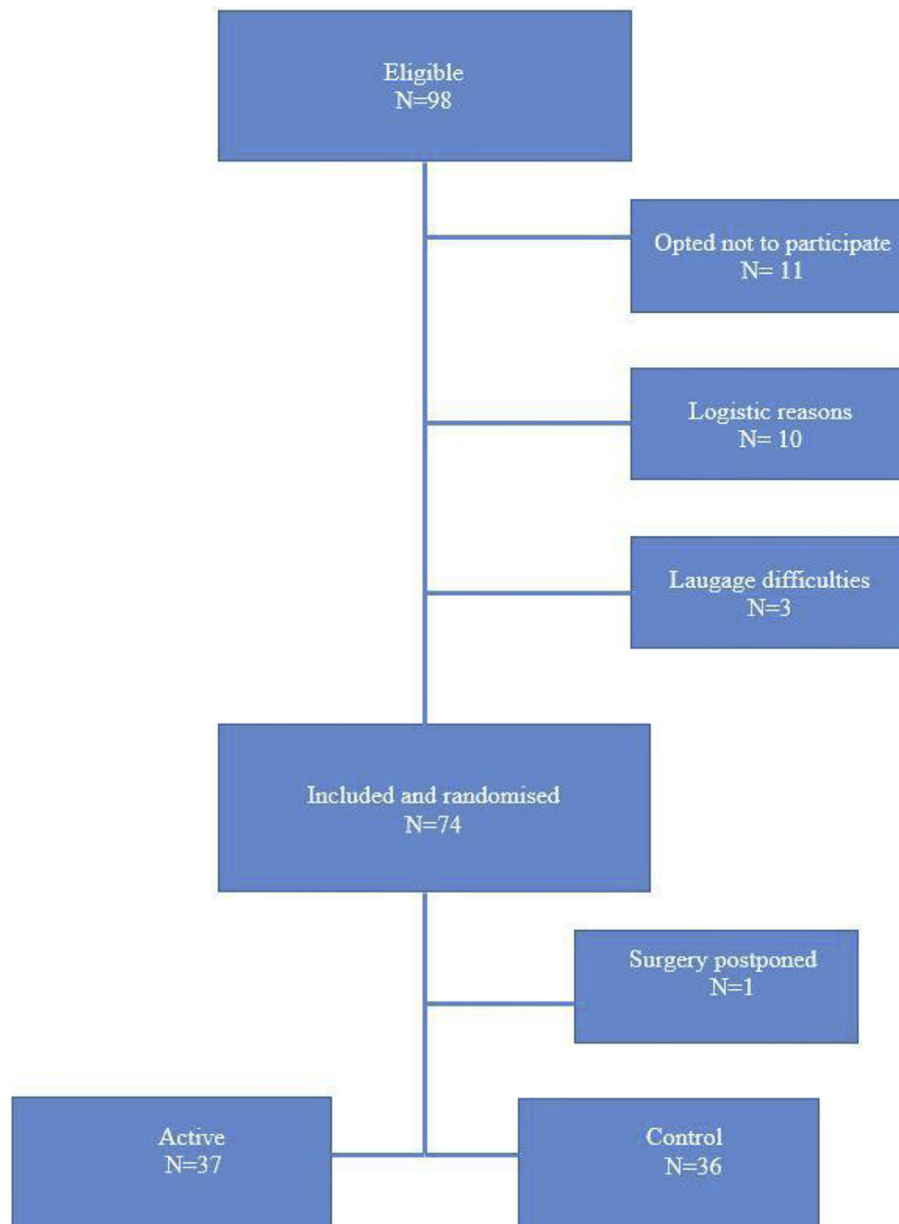 Eligible
N=98
Opted not to participate
N= 11
Logistic reasons
N= 10
Laugage difficulties
N=3
Included and randomised
N=74
Surgery postponed
N=1
Active
N=37
Control
N=36